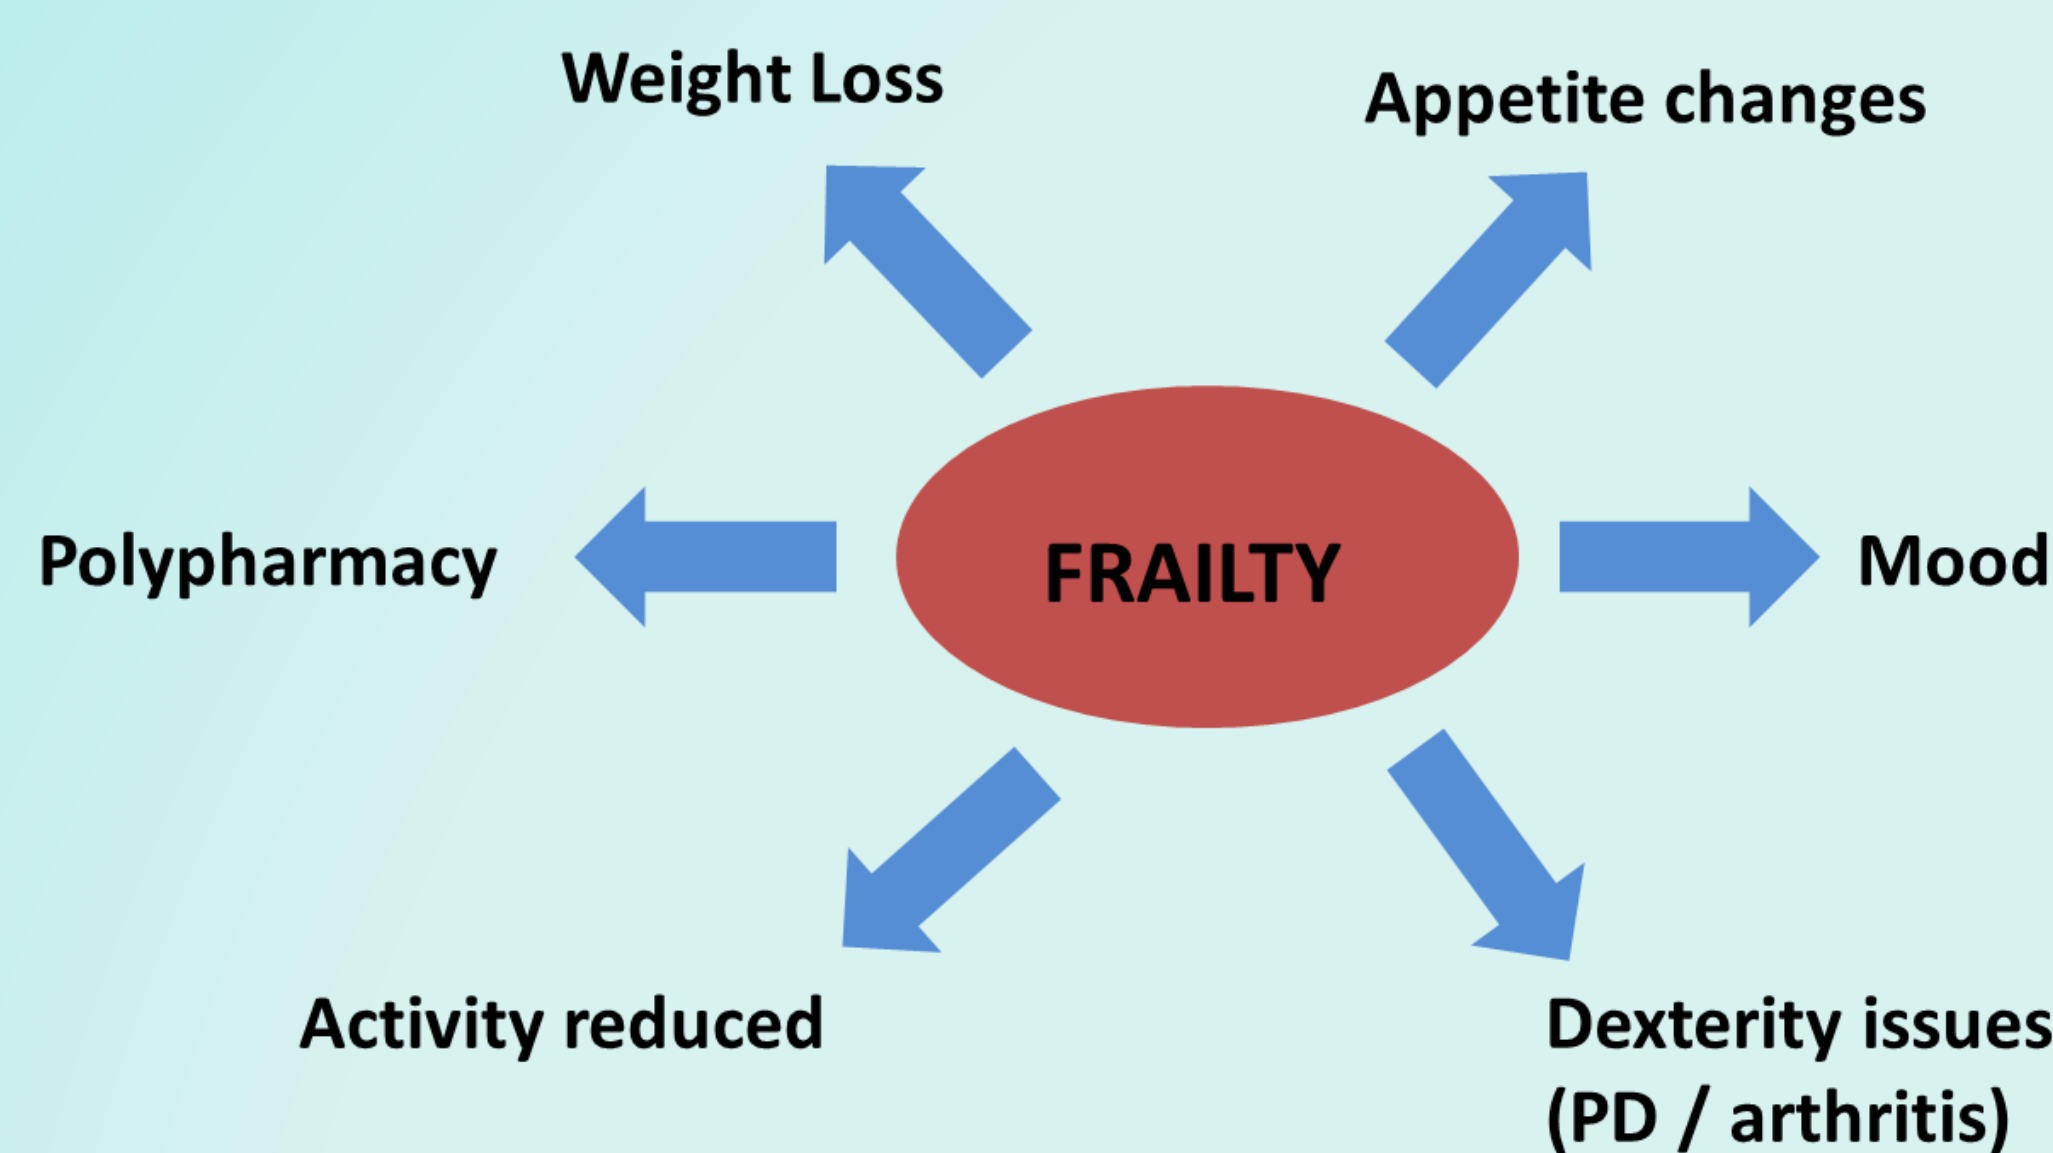 Weight Loss
Appetite changes
Polypharmacy
FRAILTY
Mood
Activity reduced
Dexterity issues
(PD / arthritis)